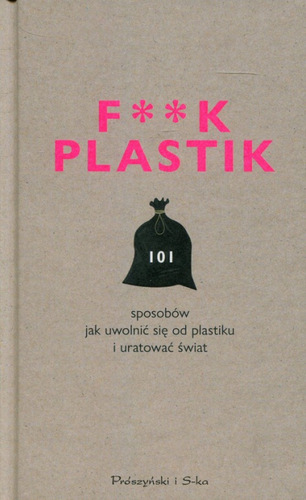 F**K
PLASTIK
101
sposobów
jak uwolnić się od plastiku
i uratować świat
Prószyński i S-ka